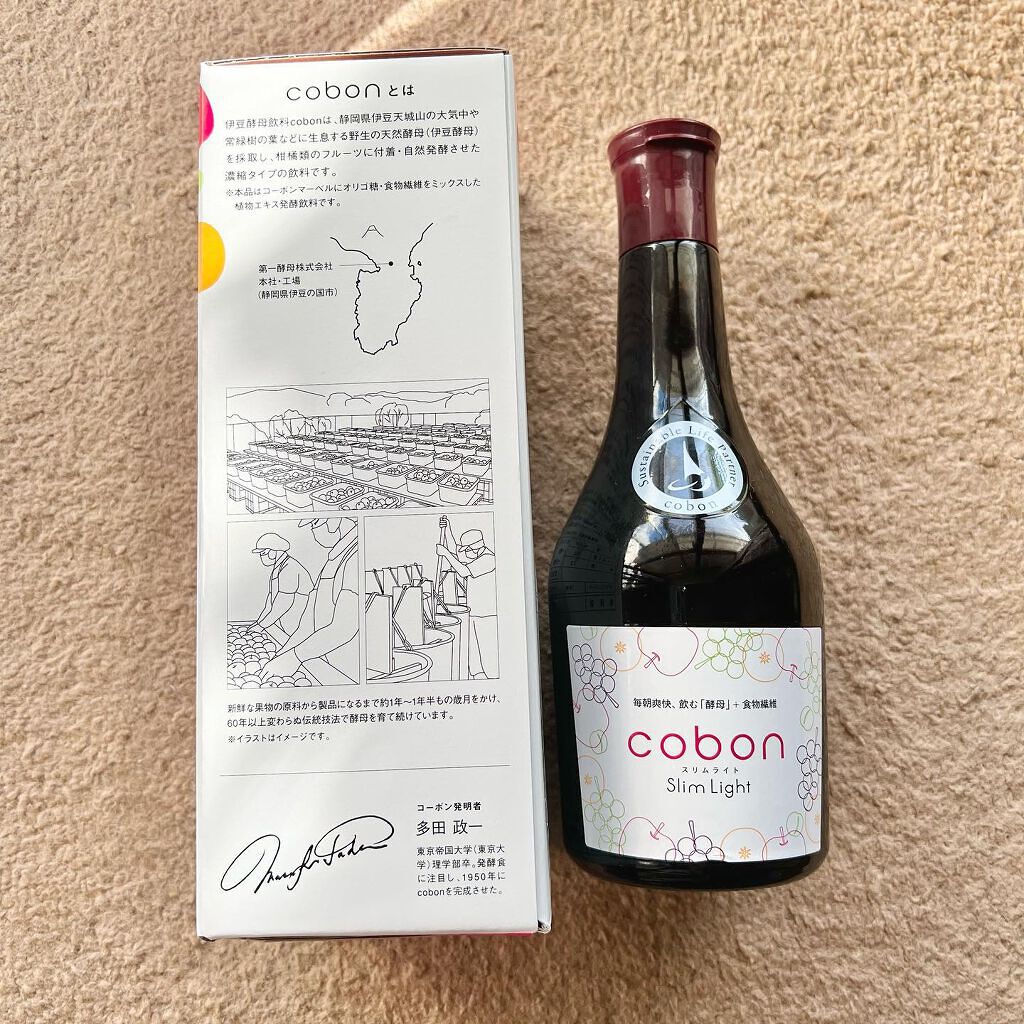 cobonとは
伊豆酵母飲料cobonは、静岡県伊豆天城山の大気中や
常緑樹の葉などに生息する野生の天然酵母(伊豆酵母)
を採取し、柑橘類のフルーツに付着・自然発酵させた
濃縮タイプの飲料です。
※本品はコーボンマーベルにオリゴ糖・食物繊維をミックスした
植物エキス発酵飲料です。
第一酵母株式会社
本社・工場
(静岡県伊豆の国市)
新鮮な果物の原料から製品になるまで約1年〜1年半もの歳月をかけ、
60年以上変わらぬ伝統技法で酵母を育て続けています。
※イラストはイメージです。
コーボン発明者
多田 政一
東京帝国大学(東京大
学)理学部卒。発酵食
に注目し、1950年に
cobonを完成させた。
Sustainable Life Partner
cobon
毎朝爽快、飲む「酵母」+食物繊維
cobon
スリムライト
Slim Light